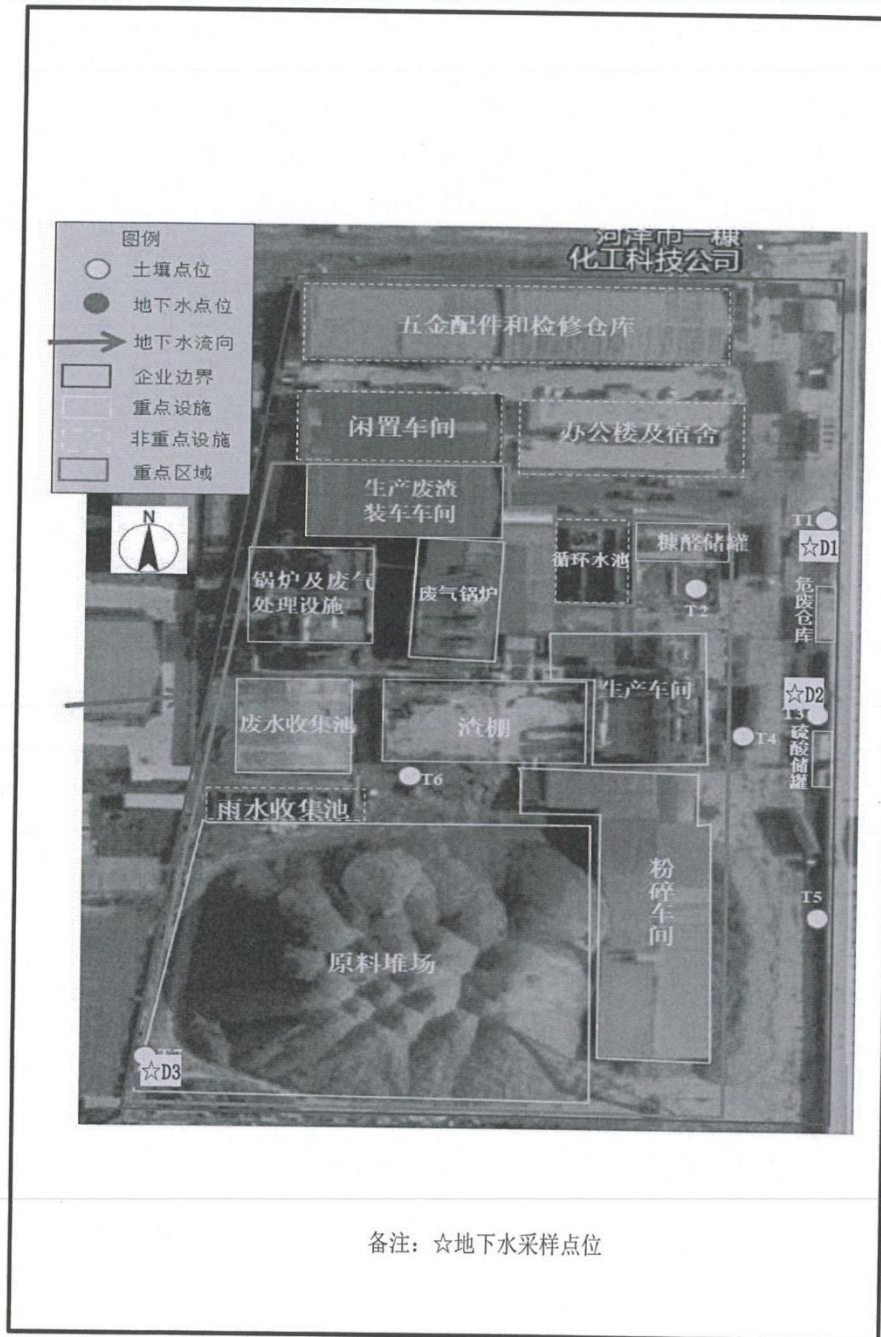 河泽市一糠
化工科技公司
图例
土壤点位
地下水点位
地下水流向
企业边界
重点设施
非重点设施
重点区域
N
五金配件和检修仓库
闲置车间
办公楼及宿舍
生产废渣
装车车间
T1
☆D1
循环水池
糠醛储罐
锅炉及废气
处理设施
废气锅炉
T2
危废仓库
☆D2
T3
生产车间
废水收集池
渣棚
T4
硫酸储罐
T6
雨水收集池
粉碎车间
T5
原料堆场
☆D3
备注：☆地下水采样点位